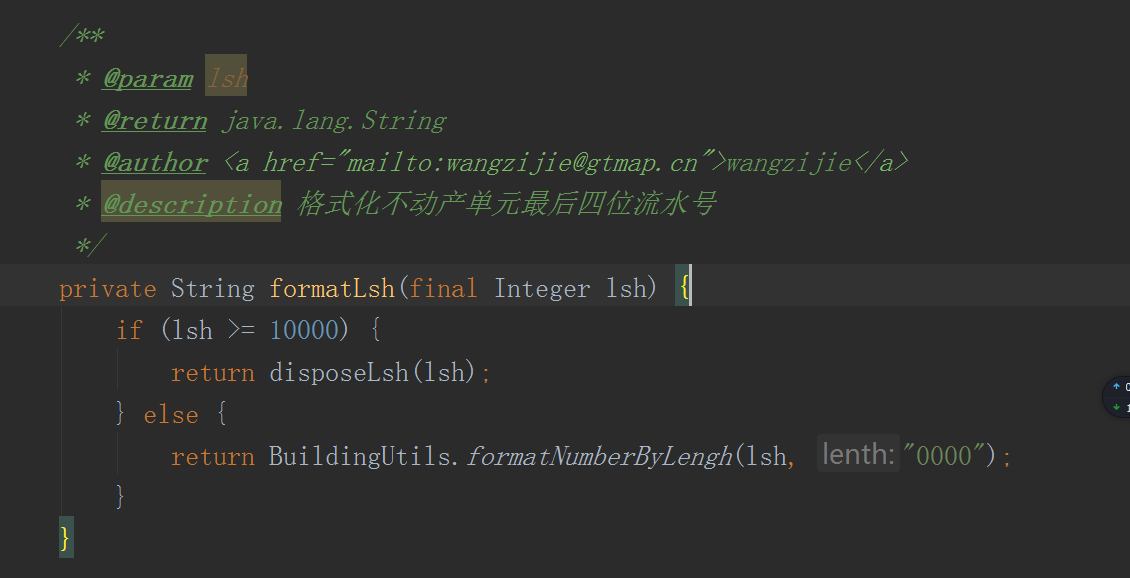 /**
* @param lsh
* @return java.lang.String
* @author <a href="mailto:wangzijie@gtmap.cn">wangzijie</a>
* @description 格式化不动产单元最后四位流水号
*/
private String formatLsh(final Integer lsh) {
if (lsh >= 10000) {
return disposeLsh(lsh);
} else {
return BuildingUtils.formatNumberByLengh(lsh, lenth: "0000");
}
}